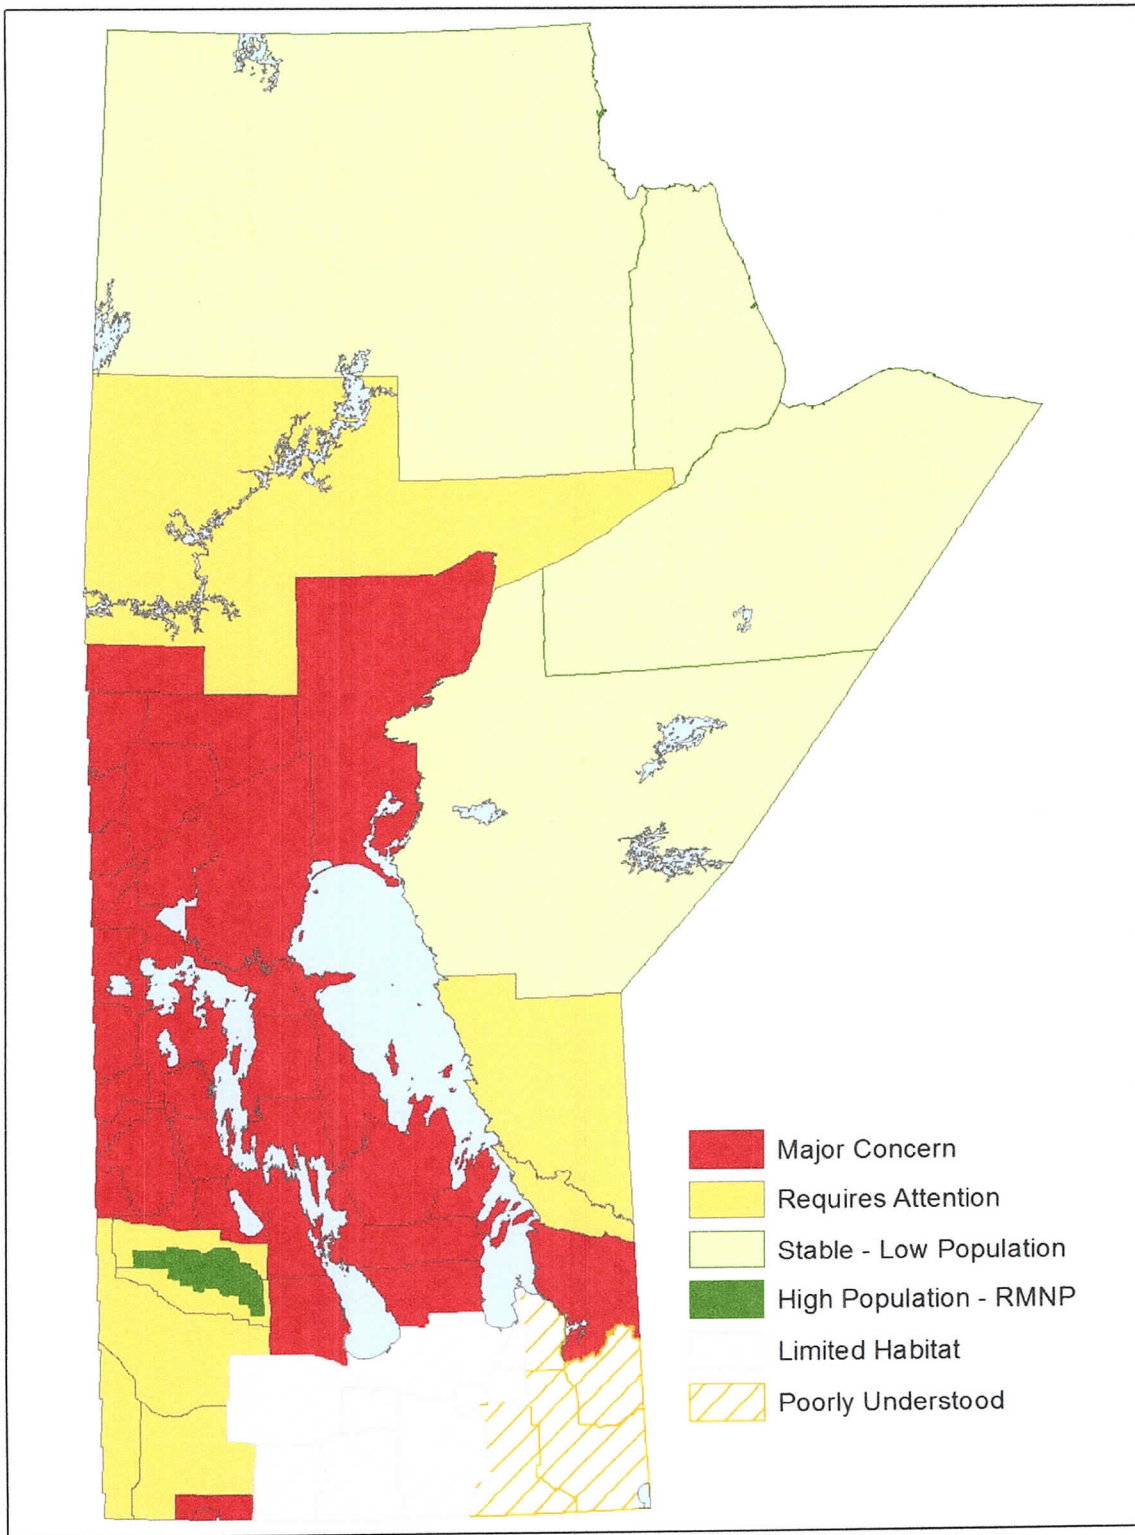 Major Concern
Requires Attention
Stable - Low Population
High Population - RMNP
Limited Habitat
Poorly Understood